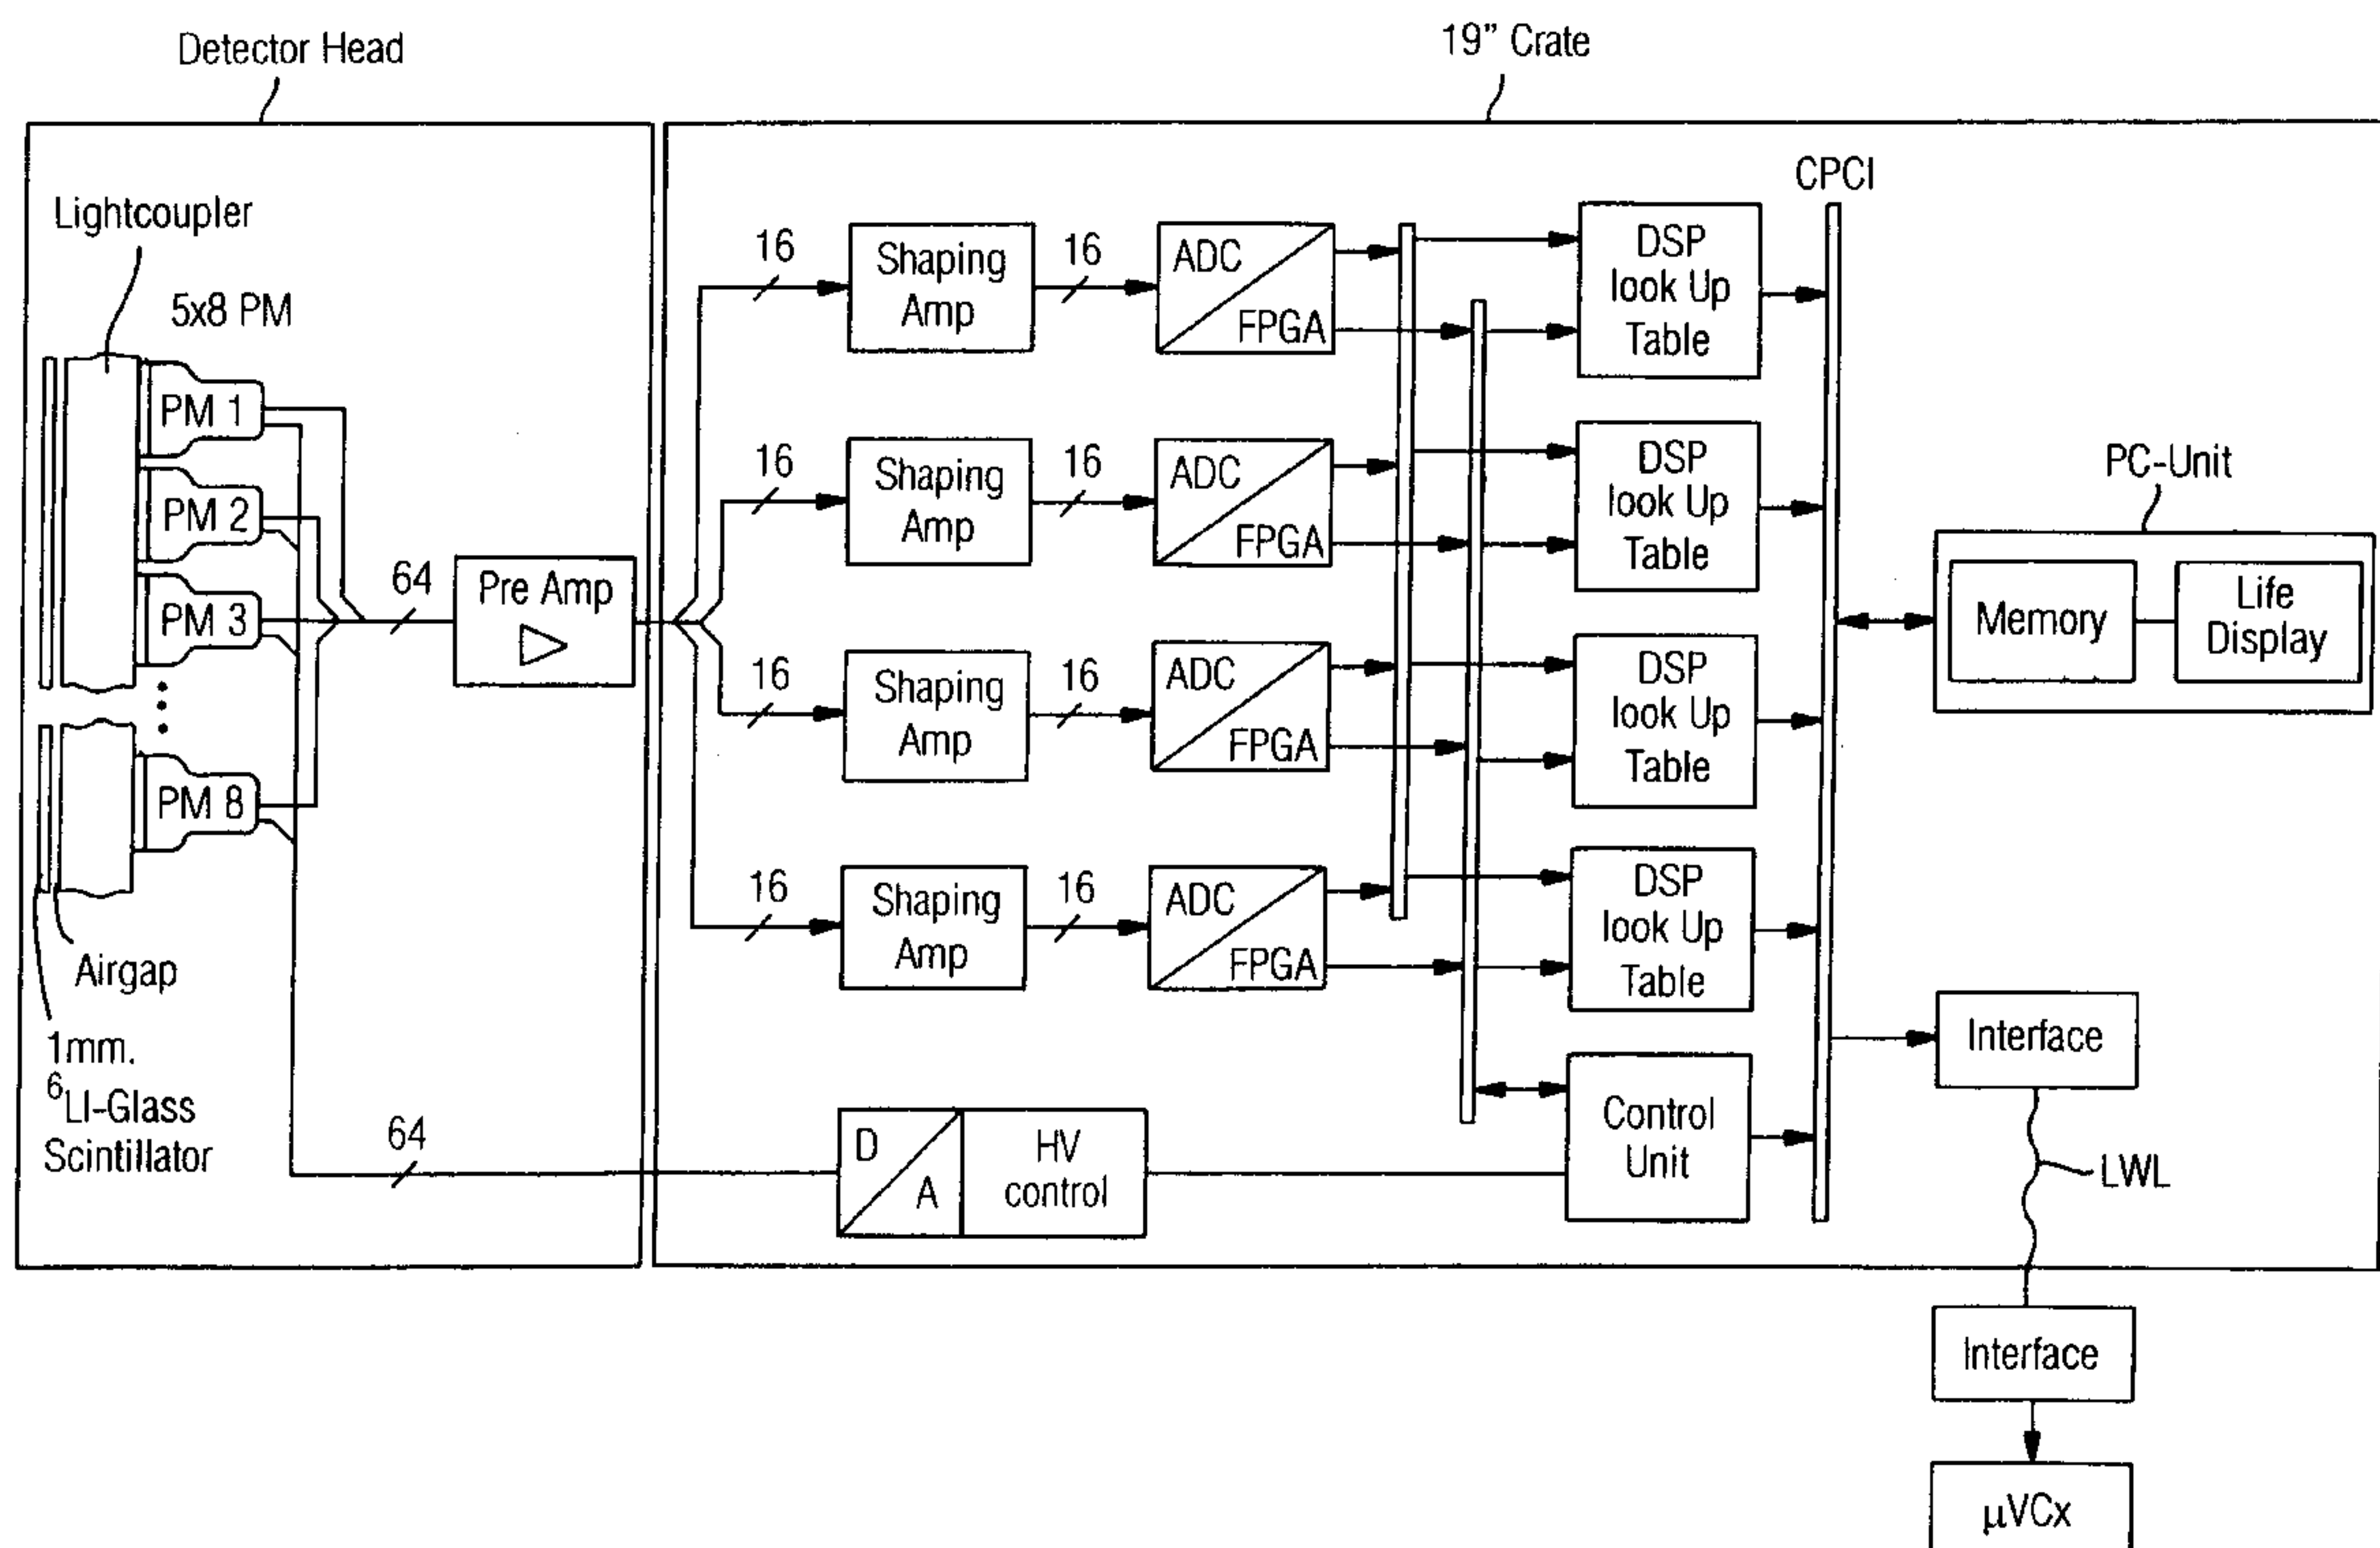 Detector Head
19” Crate
Lightcoupler
5x8 PM
PM 1
PM 2
PM 3
PM 8
Airgap
1mm.
⁶LI-Glass
Scintillator
64
Pre Amp
64
16
Shaping
Amp
16
ADC
FPGA
DSP
look Up
Table
16
Shaping
Amp
16
ADC
FPGA
DSP
look Up
Table
16
Shaping
Amp
16
ADC
FPGA
DSP
look Up
Table
16
Shaping
Amp
16
ADC
FPGA
DSP
look Up
Table
D
A
HV
control
Control
Unit
CPCI
PC-Unit
Memory
Life
Display
Interface
LWL
Interface
µVCx